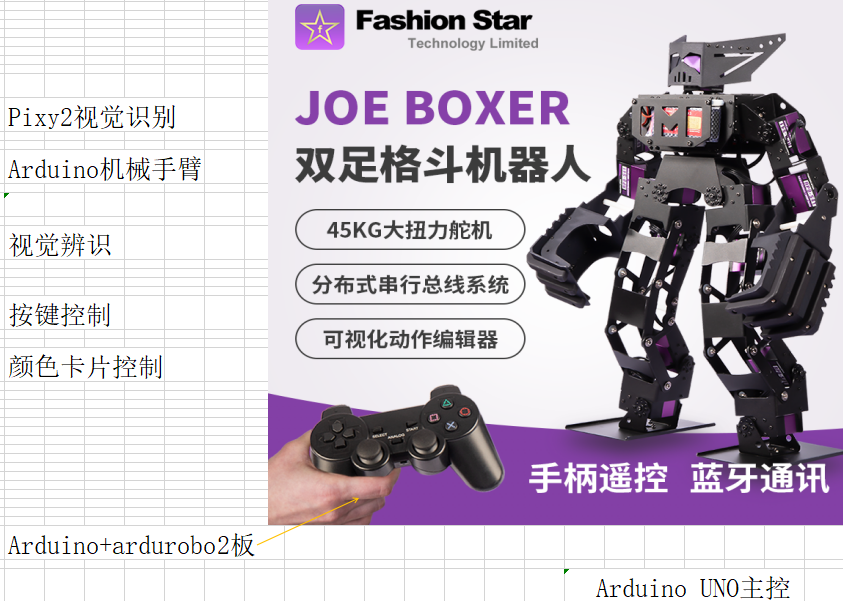 Fashion Star
Technology Limited
JOE BOXER
双足格斗机器人
45KG大扭力舵机
分布式串行总线系统
可视化动作编辑器
SELECT
ANALOG
START
手柄遥控 蓝牙通讯
Pixy2视觉识别
Arduino机械手臂
视觉辨识
按键控制
颜色卡片控制
Arduino+ardurobo2板
Arduino UNO主控